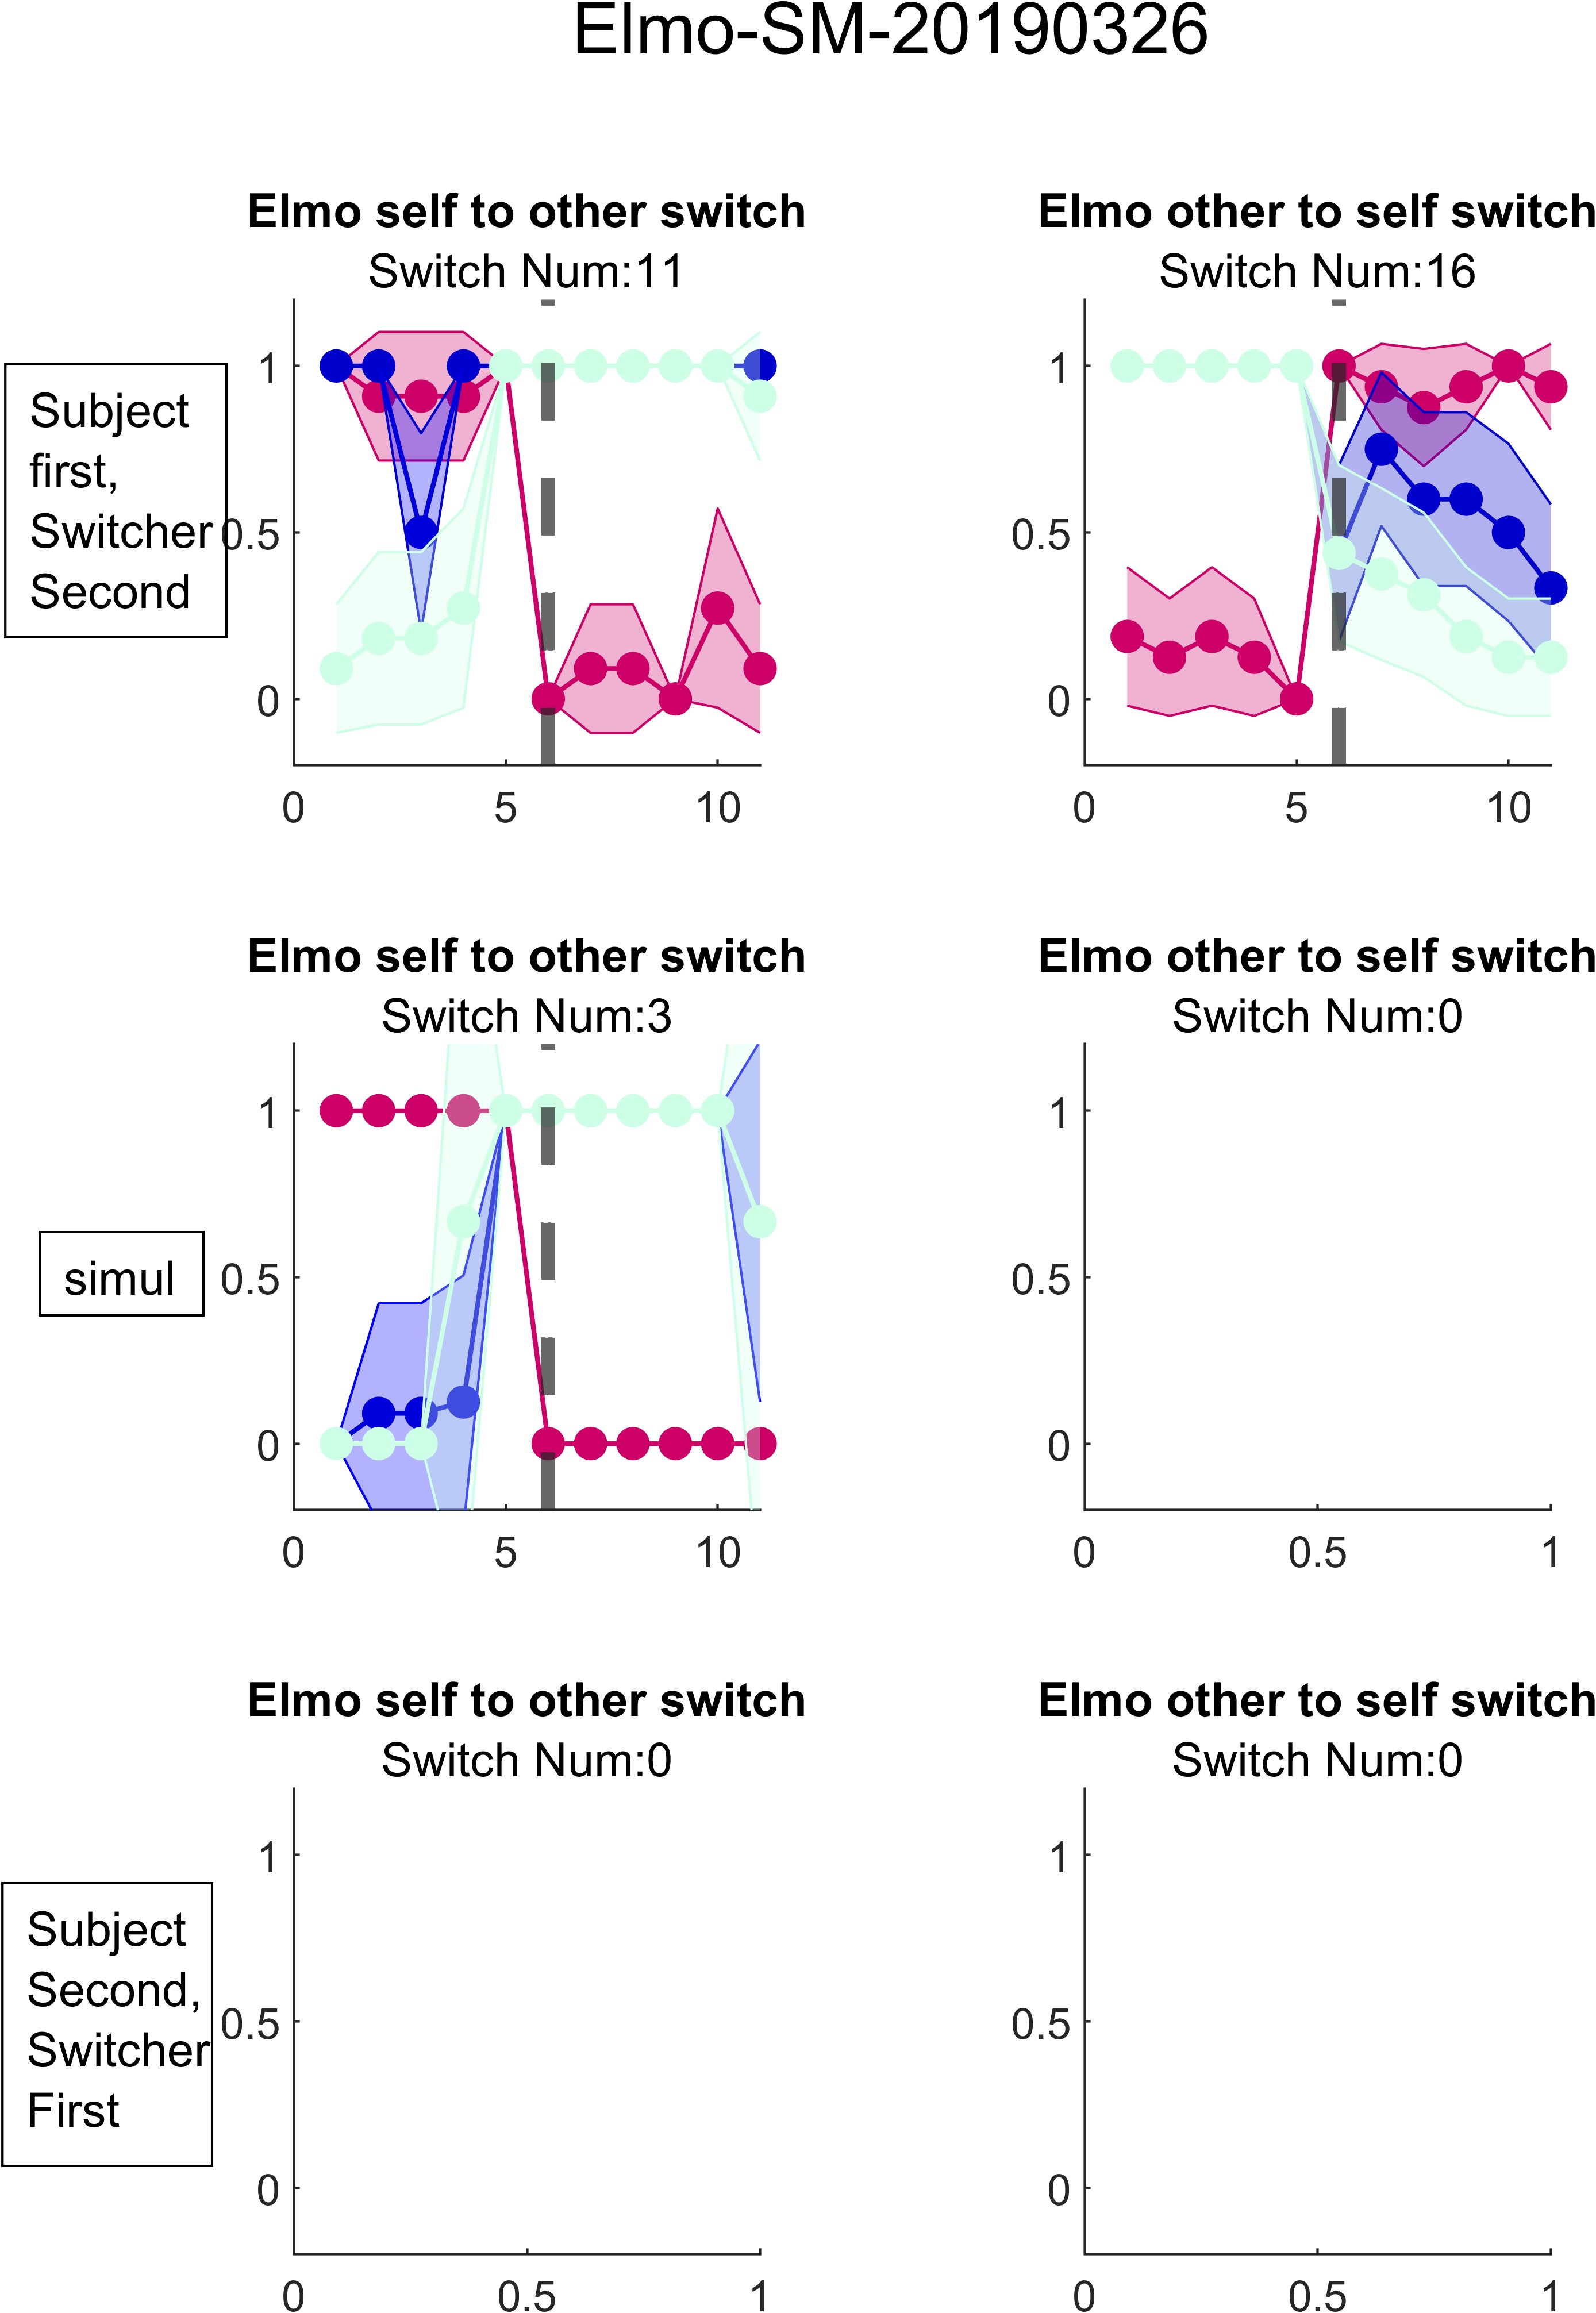 Elmo-SM-20190326
Elmo self to other switch
Switch Num:11
Elmo other to self switch
Switch Num:16
Subject
first,
Switcher
Second
1
0.5
0
0 5 10
1
0.5
0
0 5 10
Elmo self to other switch
Switch Num:3
Elmo other to self switch
Switch Num:0
simul
1
0.5
0
0 5 10
1
0.5
0
0 0.5 1
Elmo self to other switch
Switch Num:0
Elmo other to self switch
Switch Num:0
Subject
Second,
Switcher
First
1
0.5
0
0 0.5 1
1
0.5
0
0 0.5 1